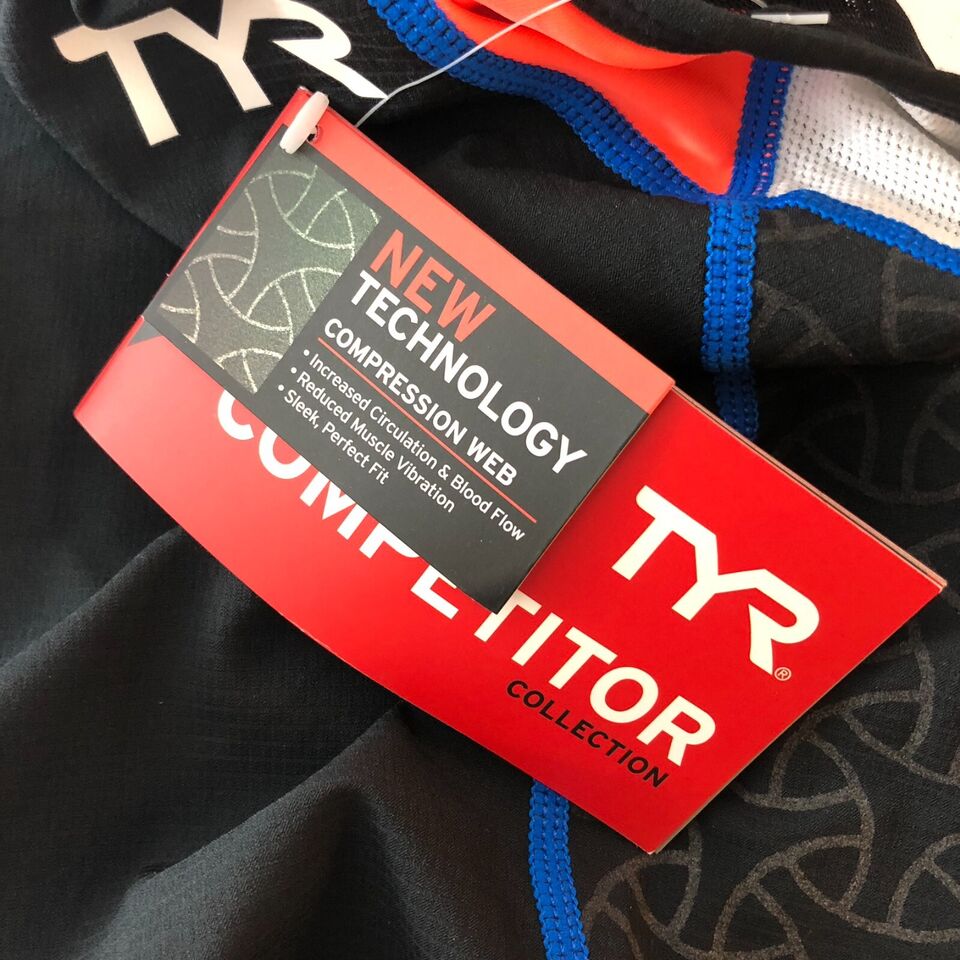 TYR
NEW
TECHNOLOGY
COMPRESSION WEB
• Increased Circulation & Blood Flow
• Reduced Muscle Vibration
• Sleek, Perfect Fit
TYR®
COMPETITOR
COLLECTION